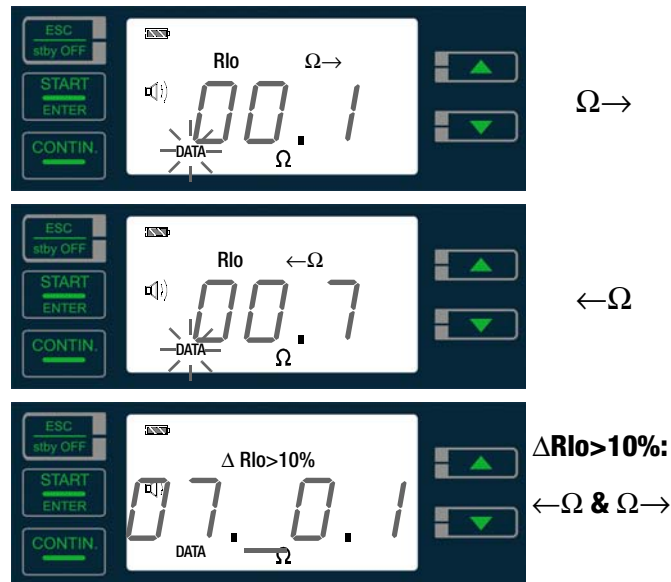 ESC
stby OFF
START
ENTER
CONTIN.
Rlo Ω→
00.1
DATA
Ω
Ω→
ESC
stby OFF
START
ENTER
CONTIN.
Rlo ←Ω
00.7
DATA
Ω
←Ω
ESC
stby OFF
START
ENTER
CONTIN.
Δ Rlo>10%
07. 0.1
DATA
Ω
ΔRlo>10%:
←Ω & Ω→